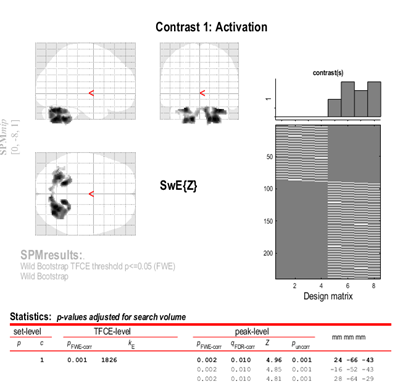 Contrast 1: Activation
contrast(s)
1
<
<
<
SPMmip
[0, -8, 1]
SwE{Z}
50
100
150
200
2 4 6 8
Design matrix
SPMresults:
Wild Bootstrap TFCE threshold p<=0.05 (FWE)
Wild Bootstrap
Statistics: p-values adjusted for search volume
set-level TFCE-level peak-level
p c pFWE-corr kE pFWE-corr qFDR-corr Z puncorr mm mm mm
1 0.001 1826 0.002 0.010 4.96 0.001 24 -66 -43
0.002 0.010 4.85 0.001 -16 -52 -43
0.002 0.010 4.81 0.001 28 -64 -29